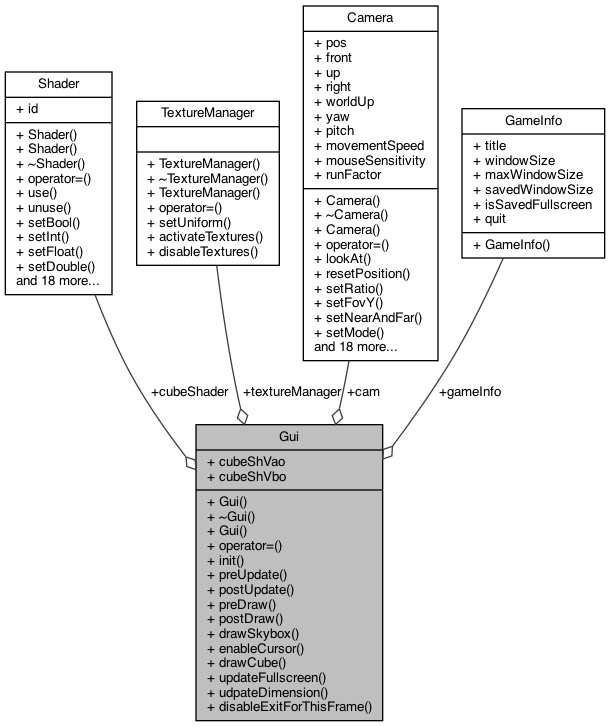 Shader
+ id
+ Shader()
+ Shader()
+ ~Shader()
+ operator=()
+ use()
+ unuse()
+ setBool()
+ setInt()
+ setFloat()
+ setDouble()
and 18 more...
TextureManager
+ TextureManager()
+ ~TextureManager()
+ TextureManager()
+ operator=()
+ setUniform()
+ activateTextures()
+ disableTextures()
Camera
+ pos
+ front
+ up
+ right
+ worldUp
+ yaw
+ pitch
+ movementSpeed
+ mouseSensitivity
+ runFactor
+ Camera()
+ ~Camera()
+ Camera()
+ operator=()
+ lookAt()
+ resetPosition()
+ setRatio()
+ setFovY()
+ setNearAndFar()
+ setMode()
and 18 more...
GameInfo
+ title
+ windowSize
+ maxWindowSize
+ savedWindowSize
+ isSavedFullscreen
+ quit
+ GameInfo()
+cubeShader
+textureManager
+cam
+gameInfo
Gui
+ cubeShVao
+ cubeShVbo
+ Gui()
+ ~Gui()
+ Gui()
+ operator=()
+ init()
+ preUpdate()
+ postUpdate()
+ preDraw()
+ postDraw()
+ drawSkybox()
+ enableCursor()
+ drawCube()
+ updateFullscreen()
+ udpateDimension()
+ disableExitForThisFrame()